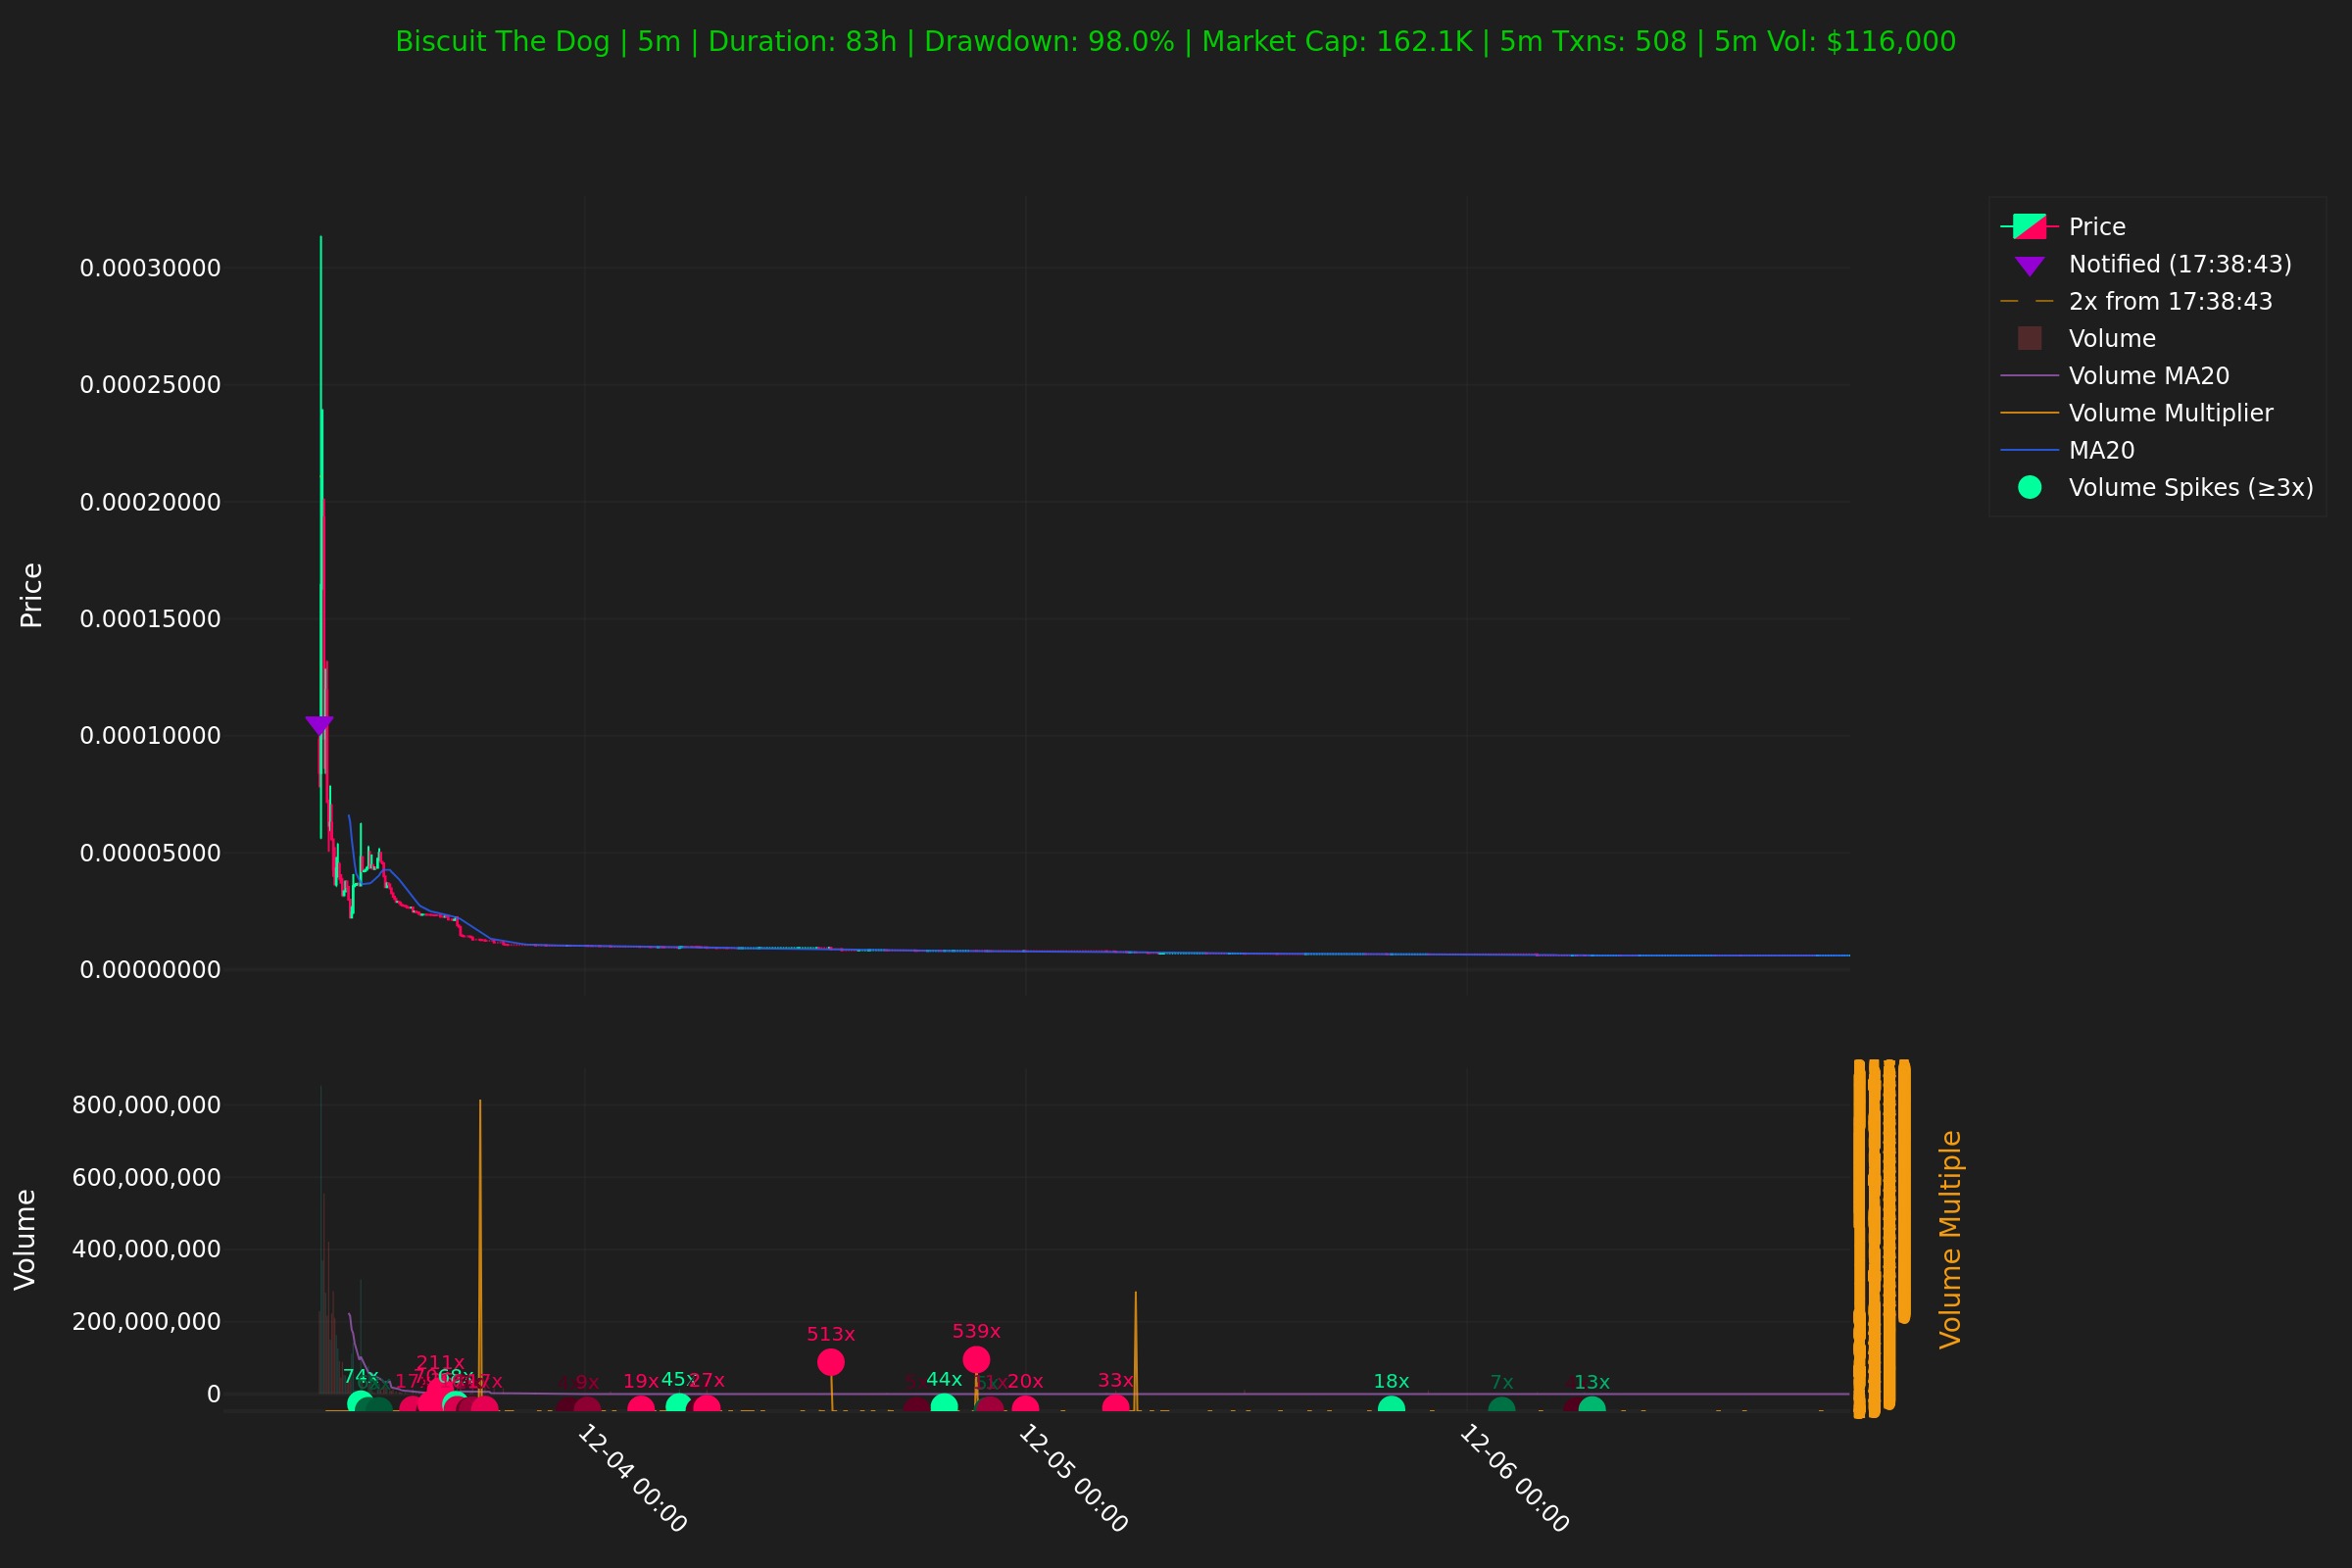 Biscuit The Dog | 5m | Duration: 83h | Drawdown: 98.0% | Market Cap: 162.1K | 5m Txns: 508 | 5m Vol: $116,000
Price
0.00030000
0.00025000
0.00020000
0.00015000
0.00010000
0.00005000
0.00000000
Price
Notified (17:38:43)
2x from 17:38:43
Volume
Volume MA20
Volume Multiplier
MA20
Volume Spikes (≥3x)
Volume
800,000,000
600,000,000
400,000,000
200,000,000
0
Volume Multiple
74x
211x
68x
17x
9x
19x
45x
27x
513x
44x
539x
20x
33x
18x
7x
13x
12-04 00:00
12-05 00:00
12-06 00:00